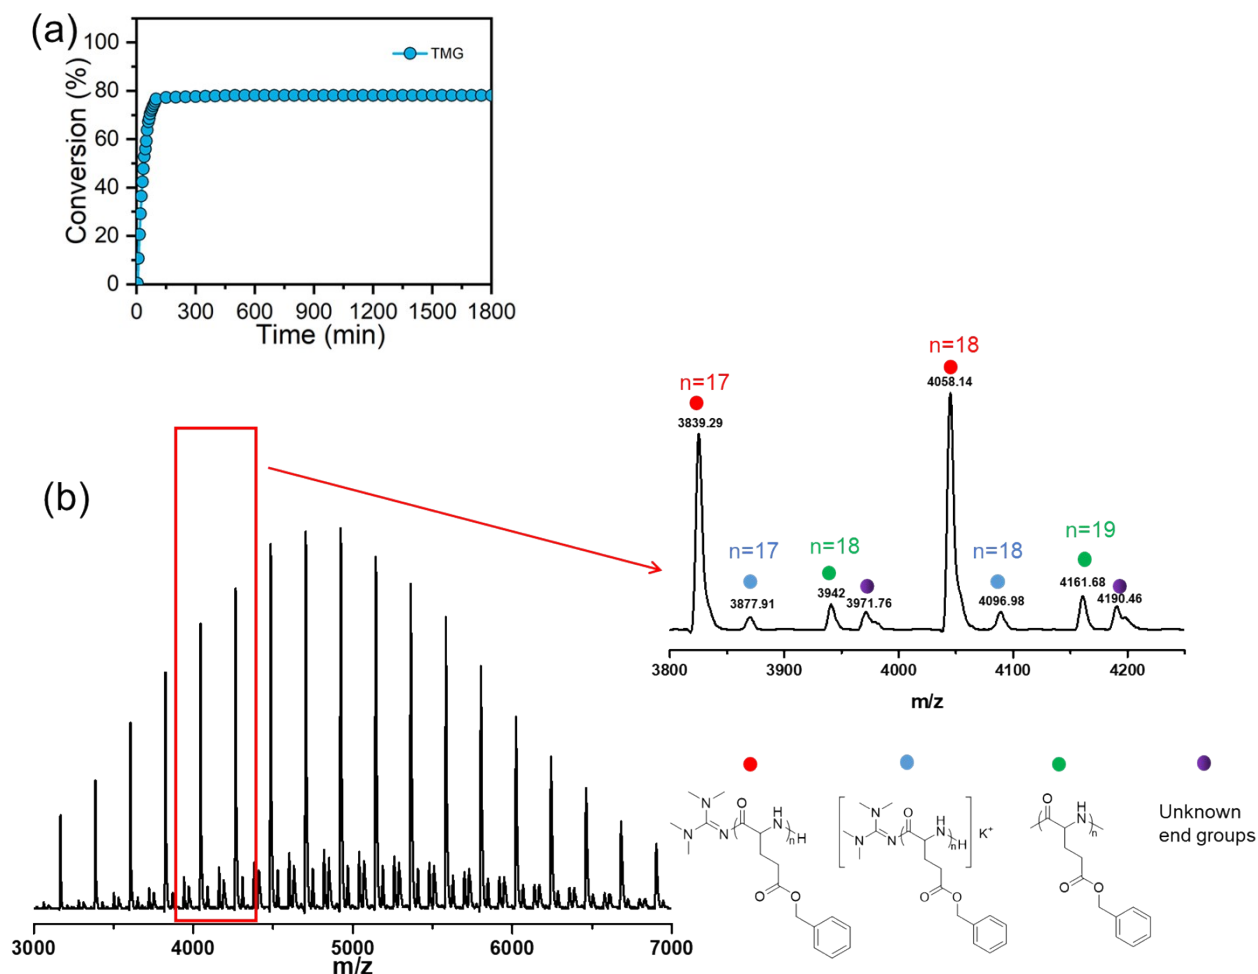 (a)
100
80
60
40
20
0
Conversion (%)
TMG
0 300 600 900 1200 1500 1800
Time (min)
(b)
3000 4000 5000 6000 7000
m/z
n=17
3839.29
n=17
3877.91
n=18
3942
3971.76
n=18
4058.14
n=18
4096.98
n=19
4161.68
4190.46
3800 3900 4000 4100 4200
m/z
N
N
N
O
H
N
n
H
O
O
N
N
N
O
H
N
n
H
O
O
K+
O
H
N
n
O
O
Unknown
end groups